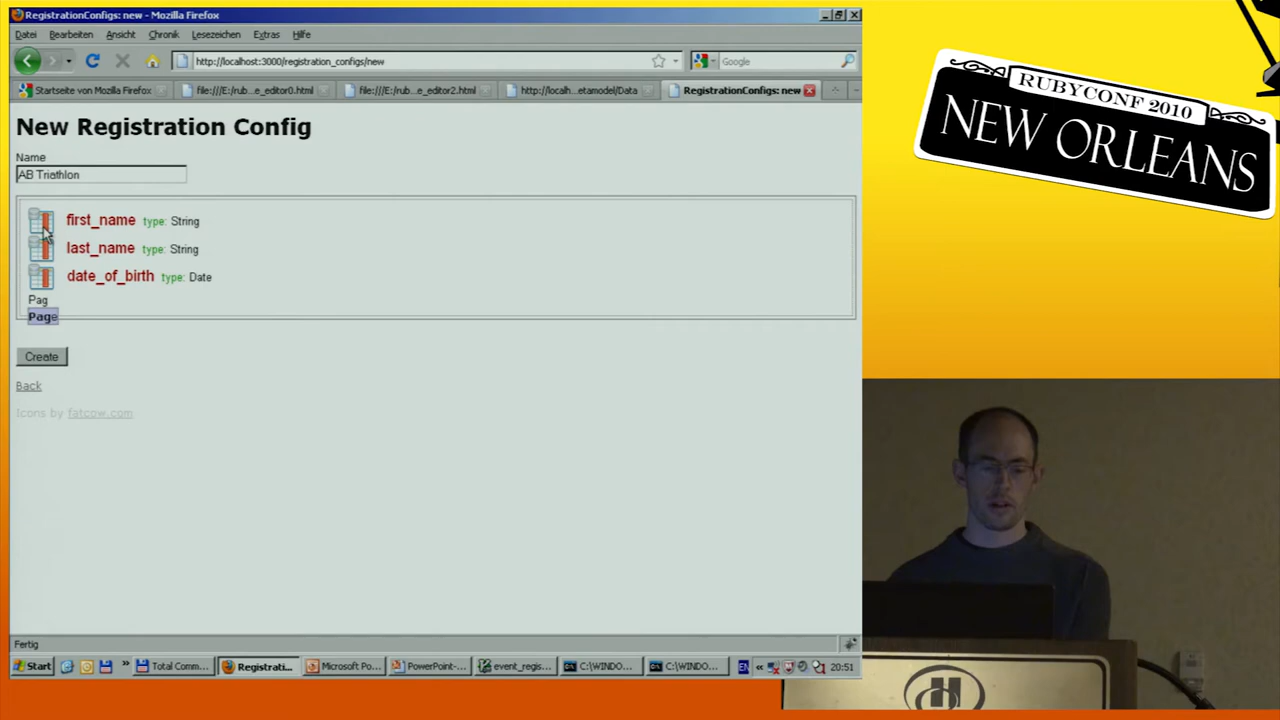 RegistrationConfigs: new - Mozilla Firefox
Datei Bearbeiten Ansicht Chronik Lesezeichen Extras Hilfe
http://localhost:3000/registration_configs/new
Google
Startseite von Mozilla Firefox
file:///E:/rub...e_editor0.html
file:///E:/rub...e_editor2.html
http://localh...etamodel/Data
RegistrationConfigs: new
New Registration Config
Name
AB Triathlon
first_name type: String
last_name type: String
date_of_birth type: Date
Pag
Page
Create
Back
Icons by fatcow.com
Fertig
Start
Total Comm...
Registrati...
Microsoft Po...
PowerPoint-...
event_regis...
C:\WINDO...
C:\WINDO...
EN
20:51
RUBYCONF 2010
NEW ORLEANS
H